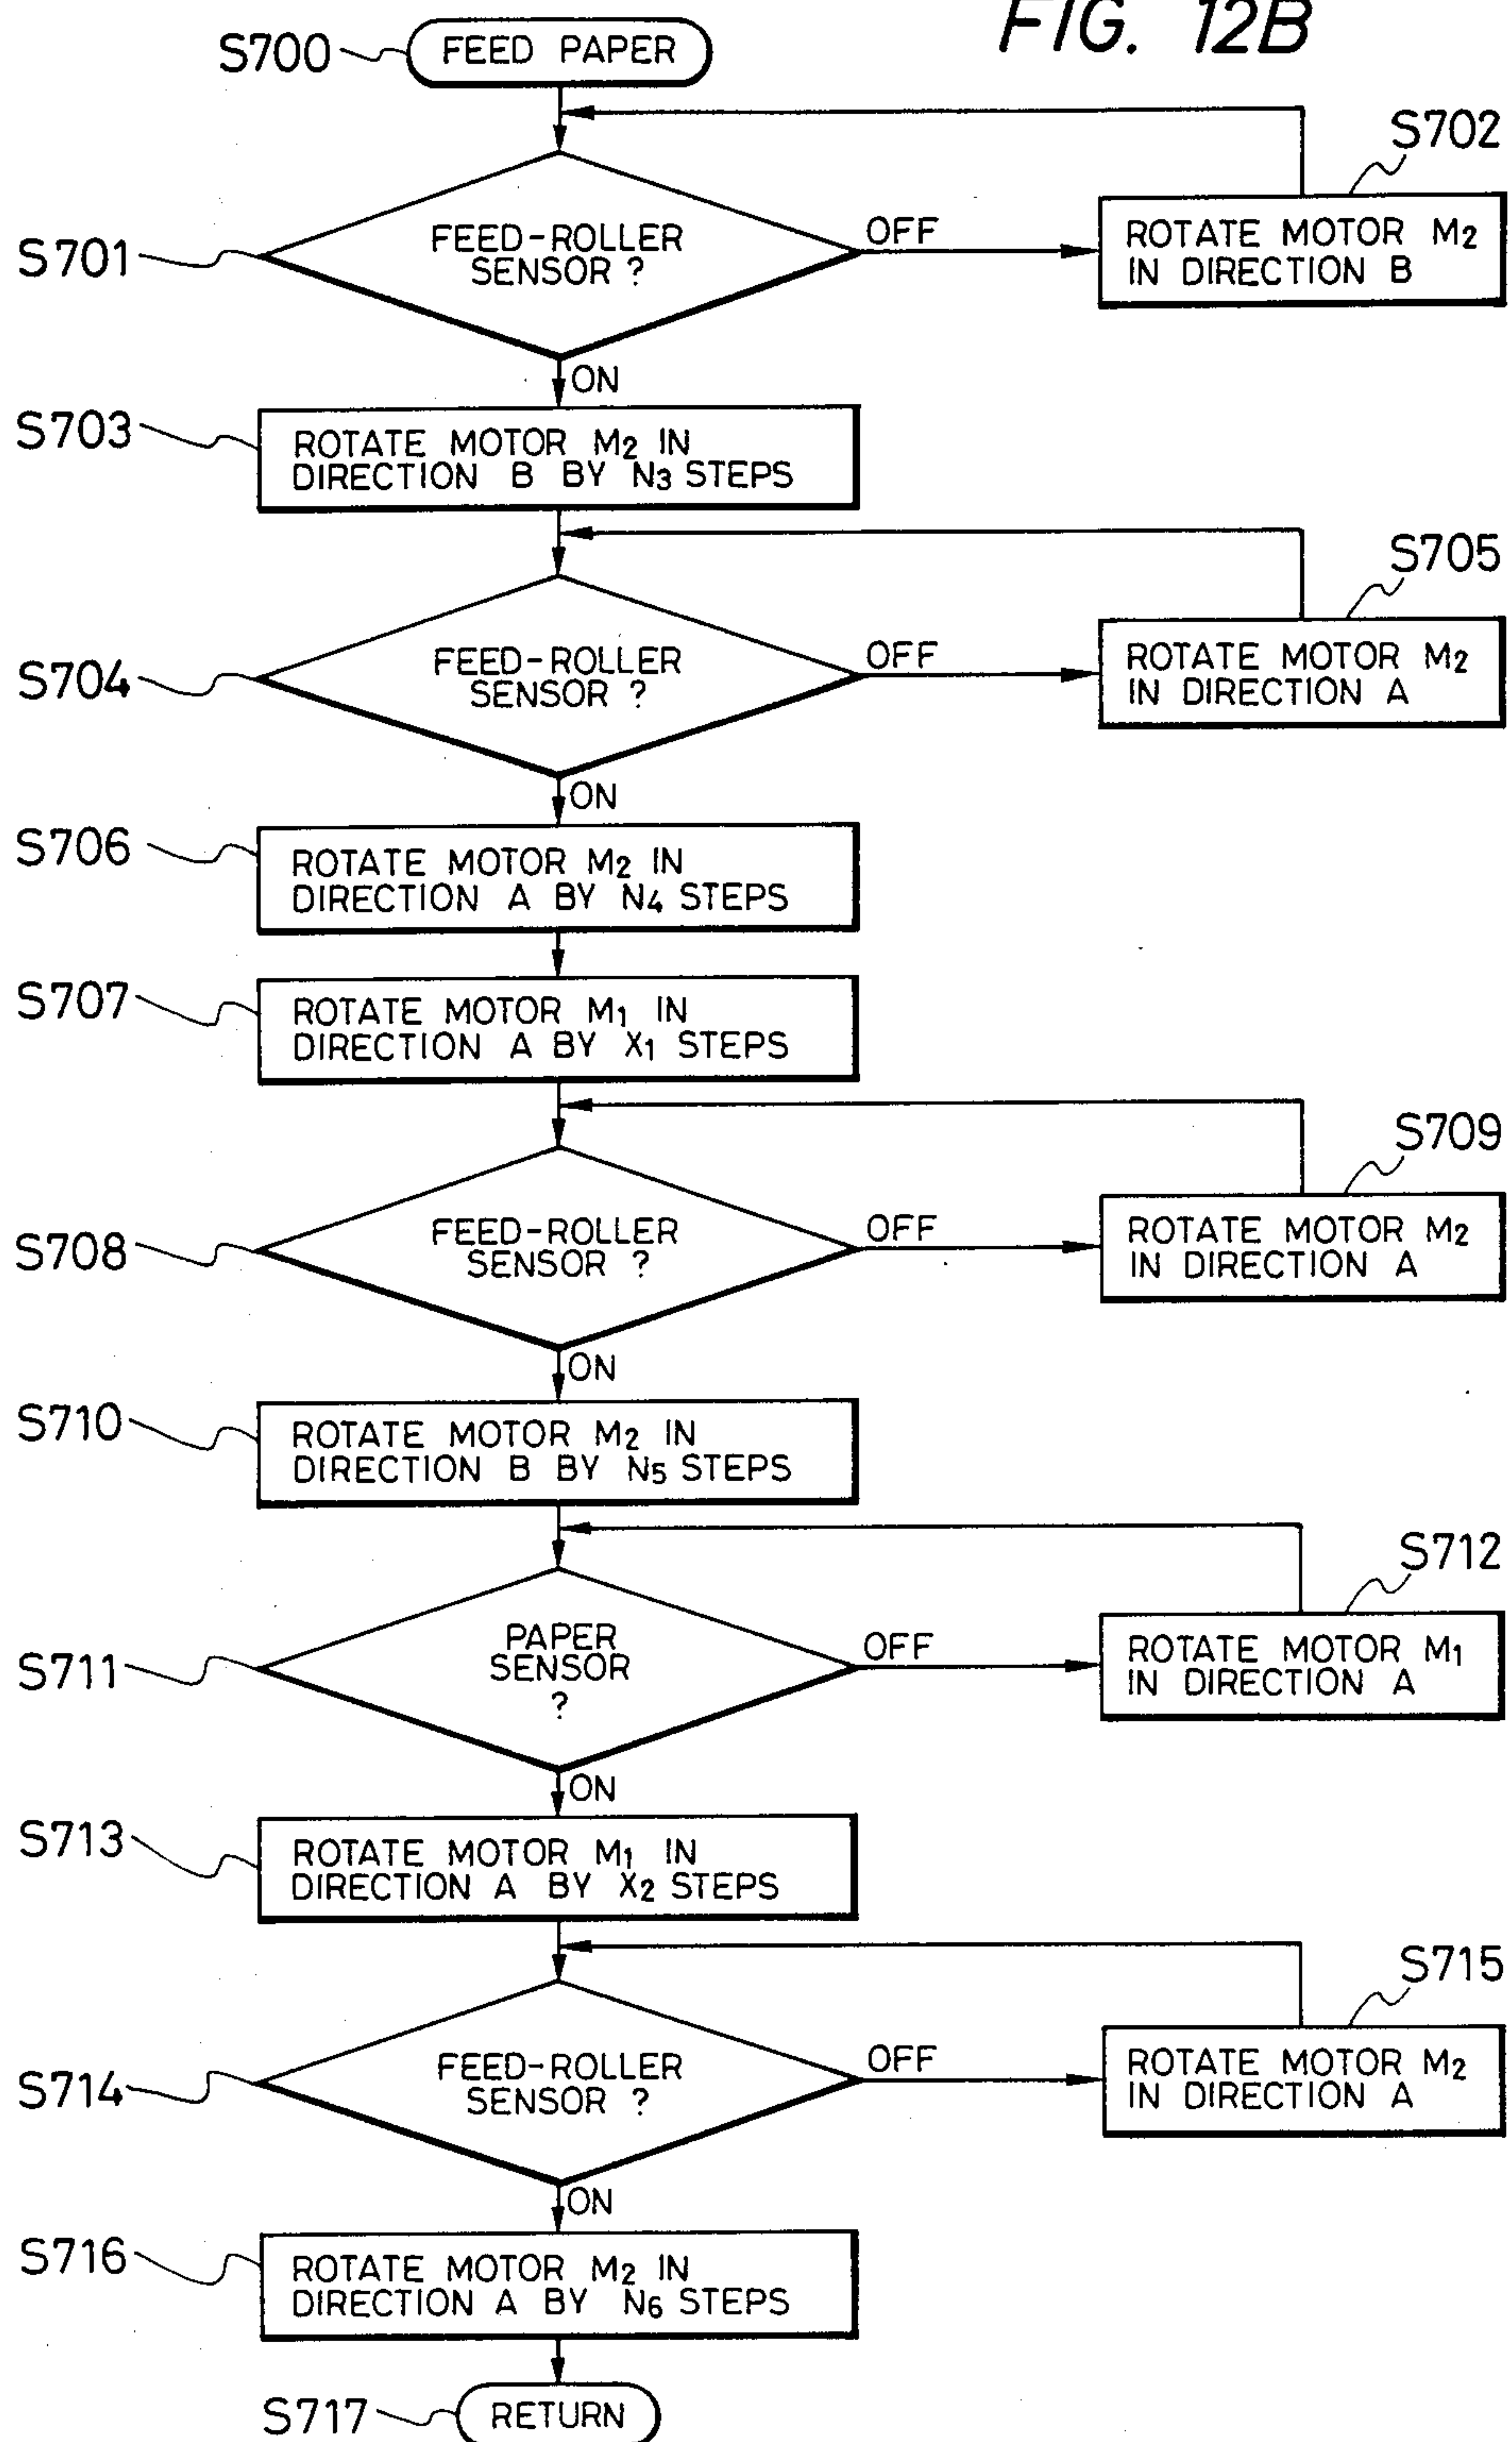 FIG. 12B
S700
FEED PAPER
S702
S701
FEED-ROLLER
SENSOR ?
OFF
ROTATE MOTOR M2
IN DIRECTION B
ON
S703
ROTATE MOTOR M2 IN
DIRECTION B BY N3 STEPS
S705
S704
FEED-ROLLER
SENSOR ?
OFF
ROTATE MOTOR M2
IN DIRECTION A
ON
S706
ROTATE MOTOR M2 IN
DIRECTION A BY N4 STEPS
S707
ROTATE MOTOR M1 IN
DIRECTION A BY X1 STEPS
S709
S708
FEED-ROLLER
SENSOR ?
OFF
ROTATE MOTOR M2
IN DIRECTION A
ON
S710
ROTATE MOTOR M2 IN
DIRECTION B BY N5 STEPS
S712
S711
PAPER
SENSOR
?
OFF
ROTATE MOTOR M1
IN DIRECTION A
ON
S713
ROTATE MOTOR M1 IN
DIRECTION A BY X2 STEPS
S715
S714
FEED-ROLLER
SENSOR ?
OFF
ROTATE MOTOR M2
IN DIRECTION A
ON
S716
ROTATE MOTOR M2 IN
DIRECTION A BY N6 STEPS
S717
RETURN